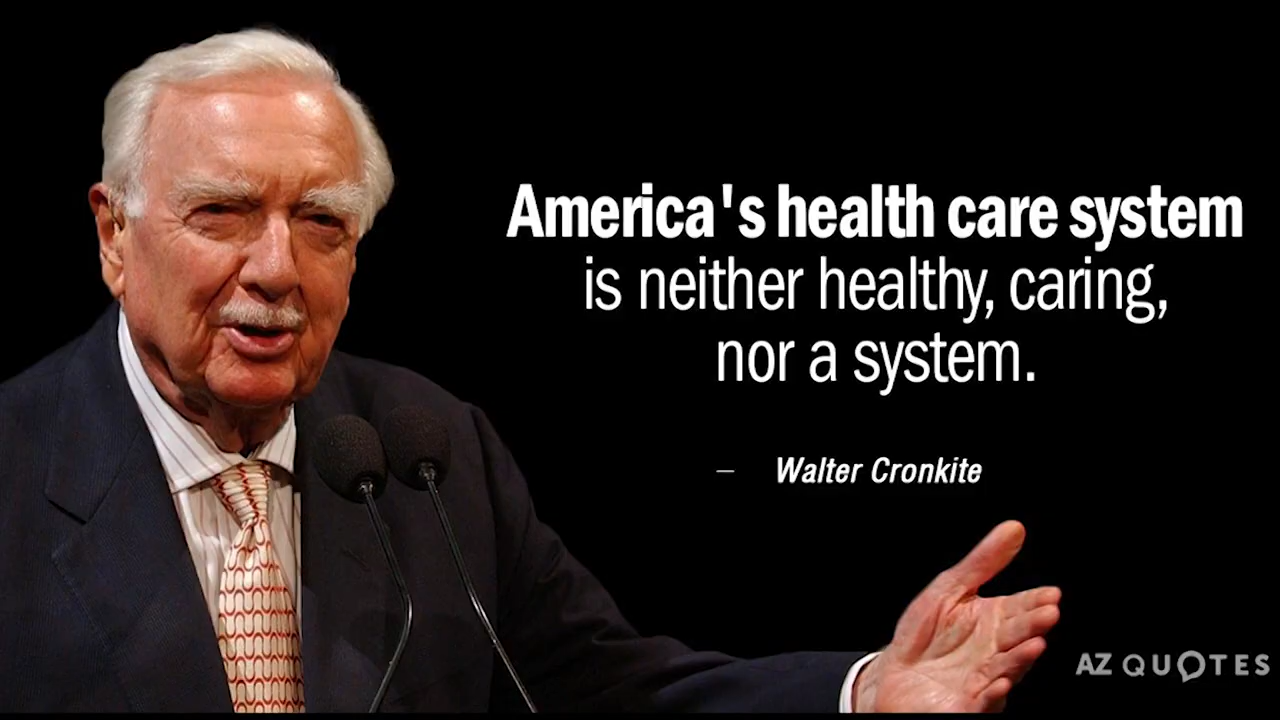 America's health care system
is neither healthy, caring,
nor a system.
– Walter Cronkite
AZ QUOTES